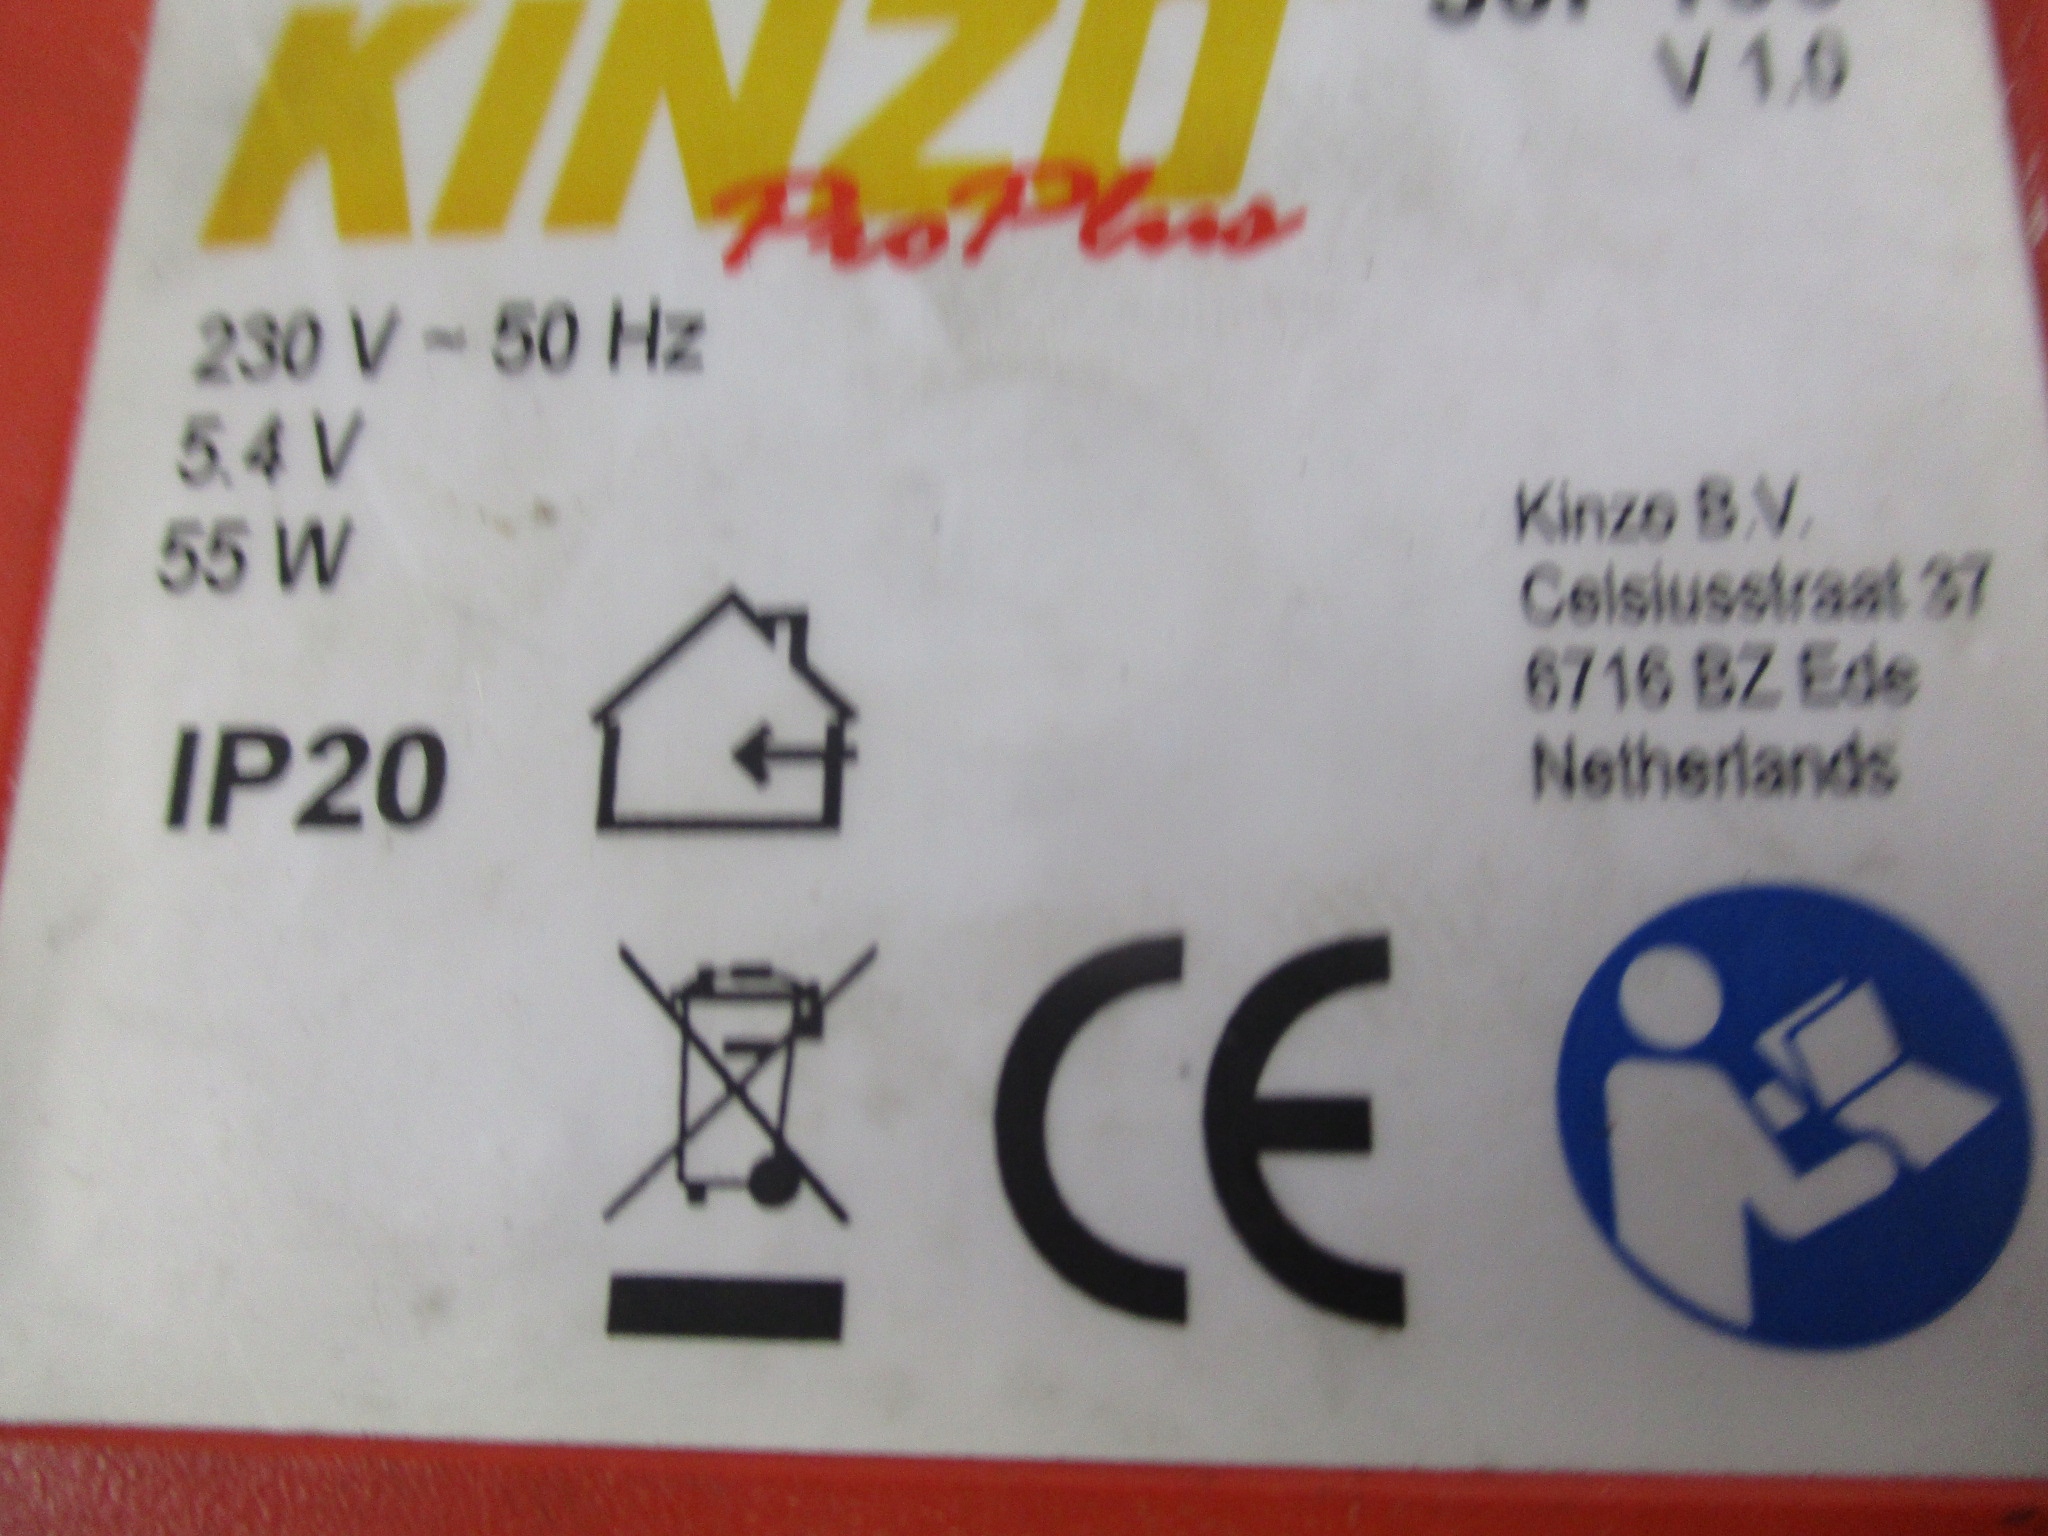 KINZO
V 1.0
ProPlus
230 V ~ 50 Hz
5.4 V
55 W
IP20
Kinzo B.V.
Celsiusstraat 37
6716 BZ Ede
Netherlands
CE